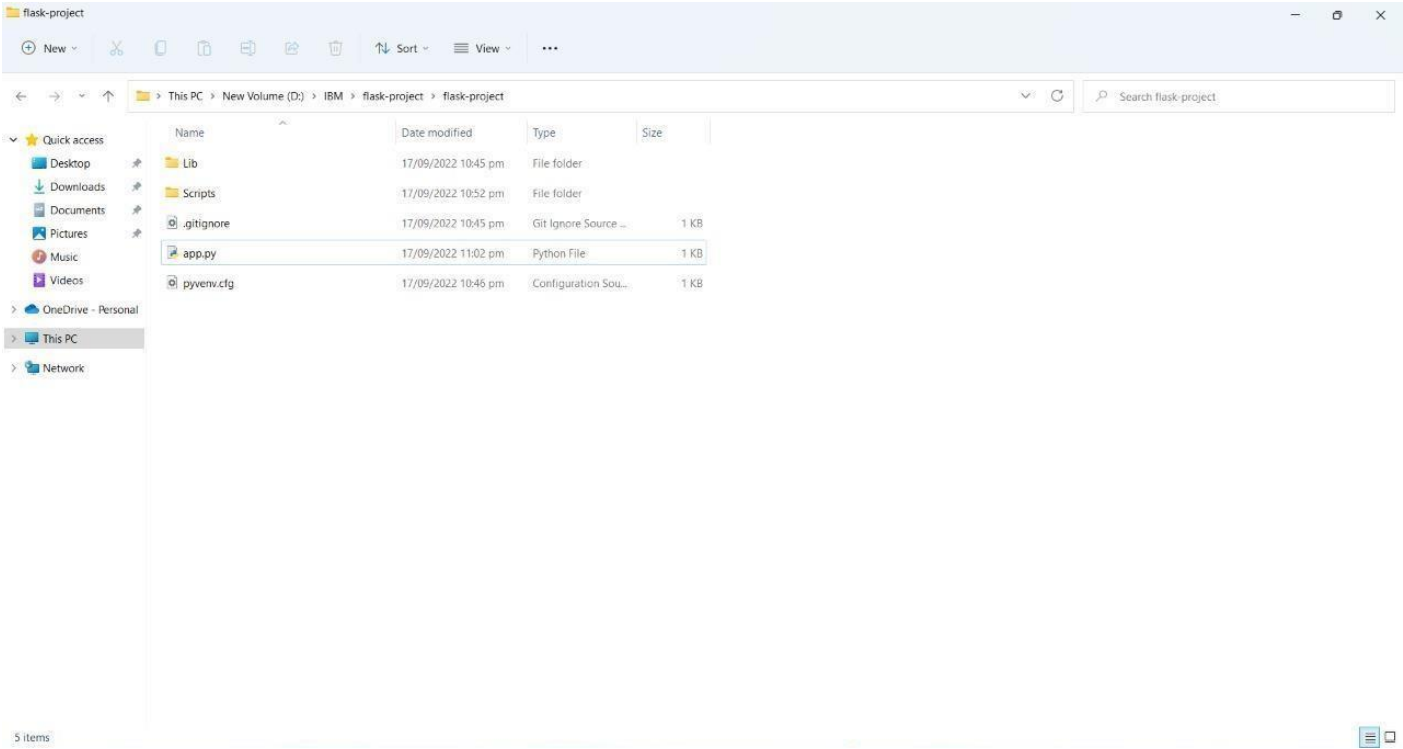 flask-project
New Sort View
This PC > New Volume (D:) > IBM > flask-project > flask-project
Search flask-project
Quick access
Desktop
Downloads
Documents
Pictures
Music
Videos
OneDrive - Personal
This PC
Network
Name Date modified Type Size
Lib 17/09/2022 10:45 pm File folder
Scripts 17/09/2022 10:52 pm File folder
.gitignore 17/09/2022 10:45 pm Git Ignore Source ... 1 KB
app.py 17/09/2022 11:02 pm Python File 1 KB
pyvenv.cfg 17/09/2022 10:46 pm Configuration Sou... 1 KB
5 items